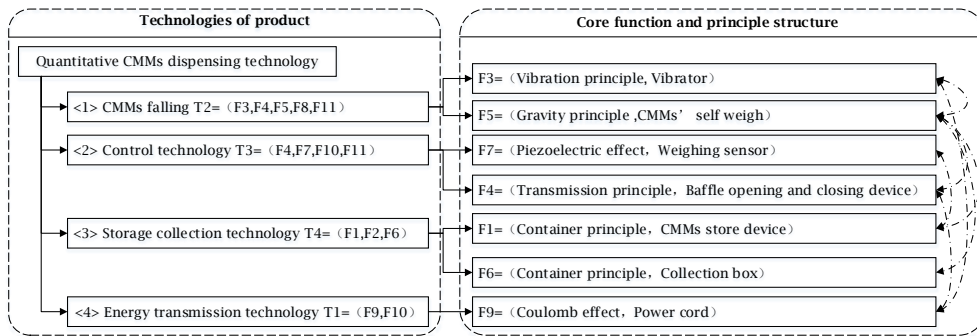 Technologies of product
Quantitative CMMs dispensing technology
<1> CMMs falling T2=（F3,F4,F5,F8,F11）
<2> Control technology T3=（F4,F7,F10,F11）
<3> Storage collection technology T4=（F1,F2,F6）
<4> Energy transmission technology T1=（F9,F10）
Core function and principle structure
F3=（Vibration principle, Vibrator）
F5=（Gravity principle ,CMMs’ self weigh）
F7=（Piezoelectric effect，Weighing sensor）
F4=（Transmission principle，Baffle opening and closing device）
F1=（Container principle，CMMs store device）
F6=（Container principle，Collection box）
F9=（Coulomb effect，Power cord）